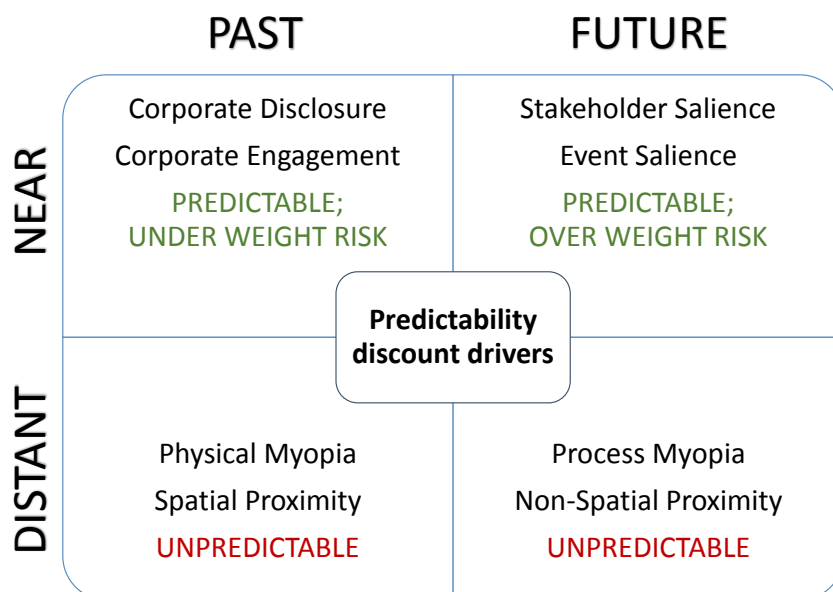 PAST
FUTURE
NEAR
Corporate Disclosure
Corporate Engagement
PREDICTABLE;
UNDER WEIGHT RISK
Stakeholder Salience
Event Salience
PREDICTABLE;
OVER WEIGHT RISK
Predictability
discount drivers
DISTANT
Physical Myopia
Spatial Proximity
UNPREDICTABLE
Process Myopia
Non-Spatial Proximity
UNPREDICTABLE